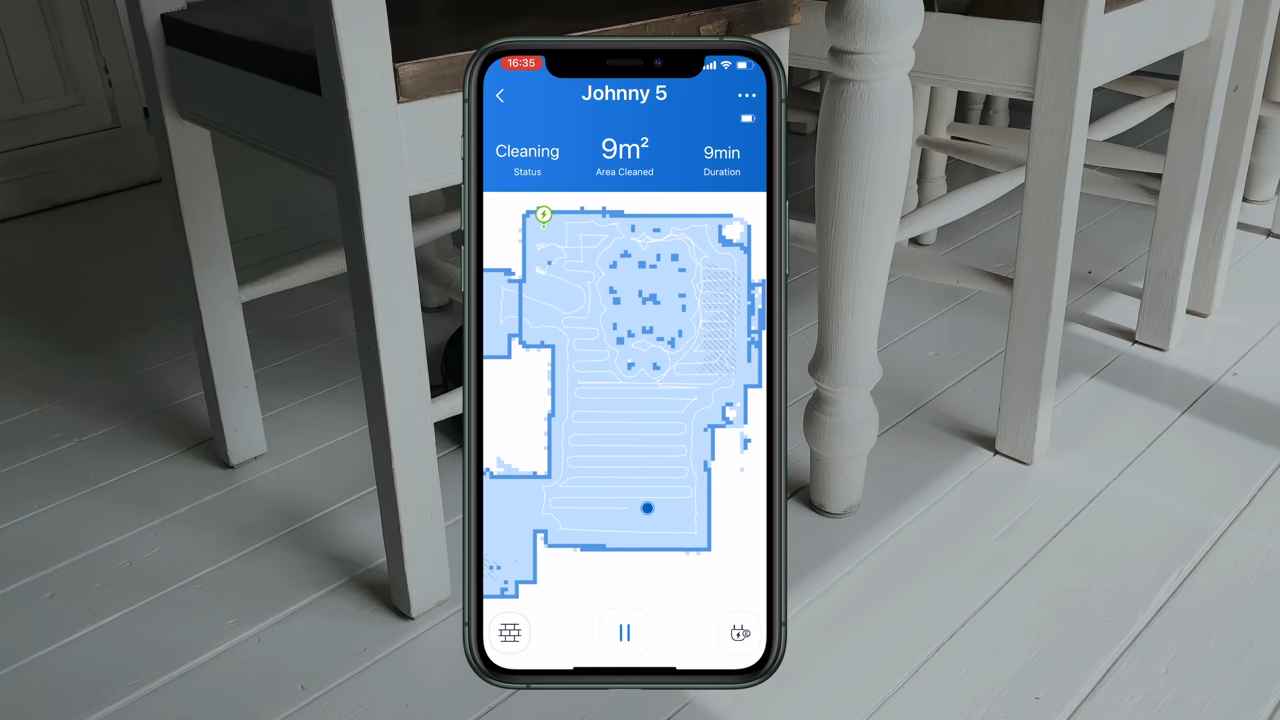 16:35
Johnny 5
Cleaning
9m²
9min
Status
Area Cleaned
Duration